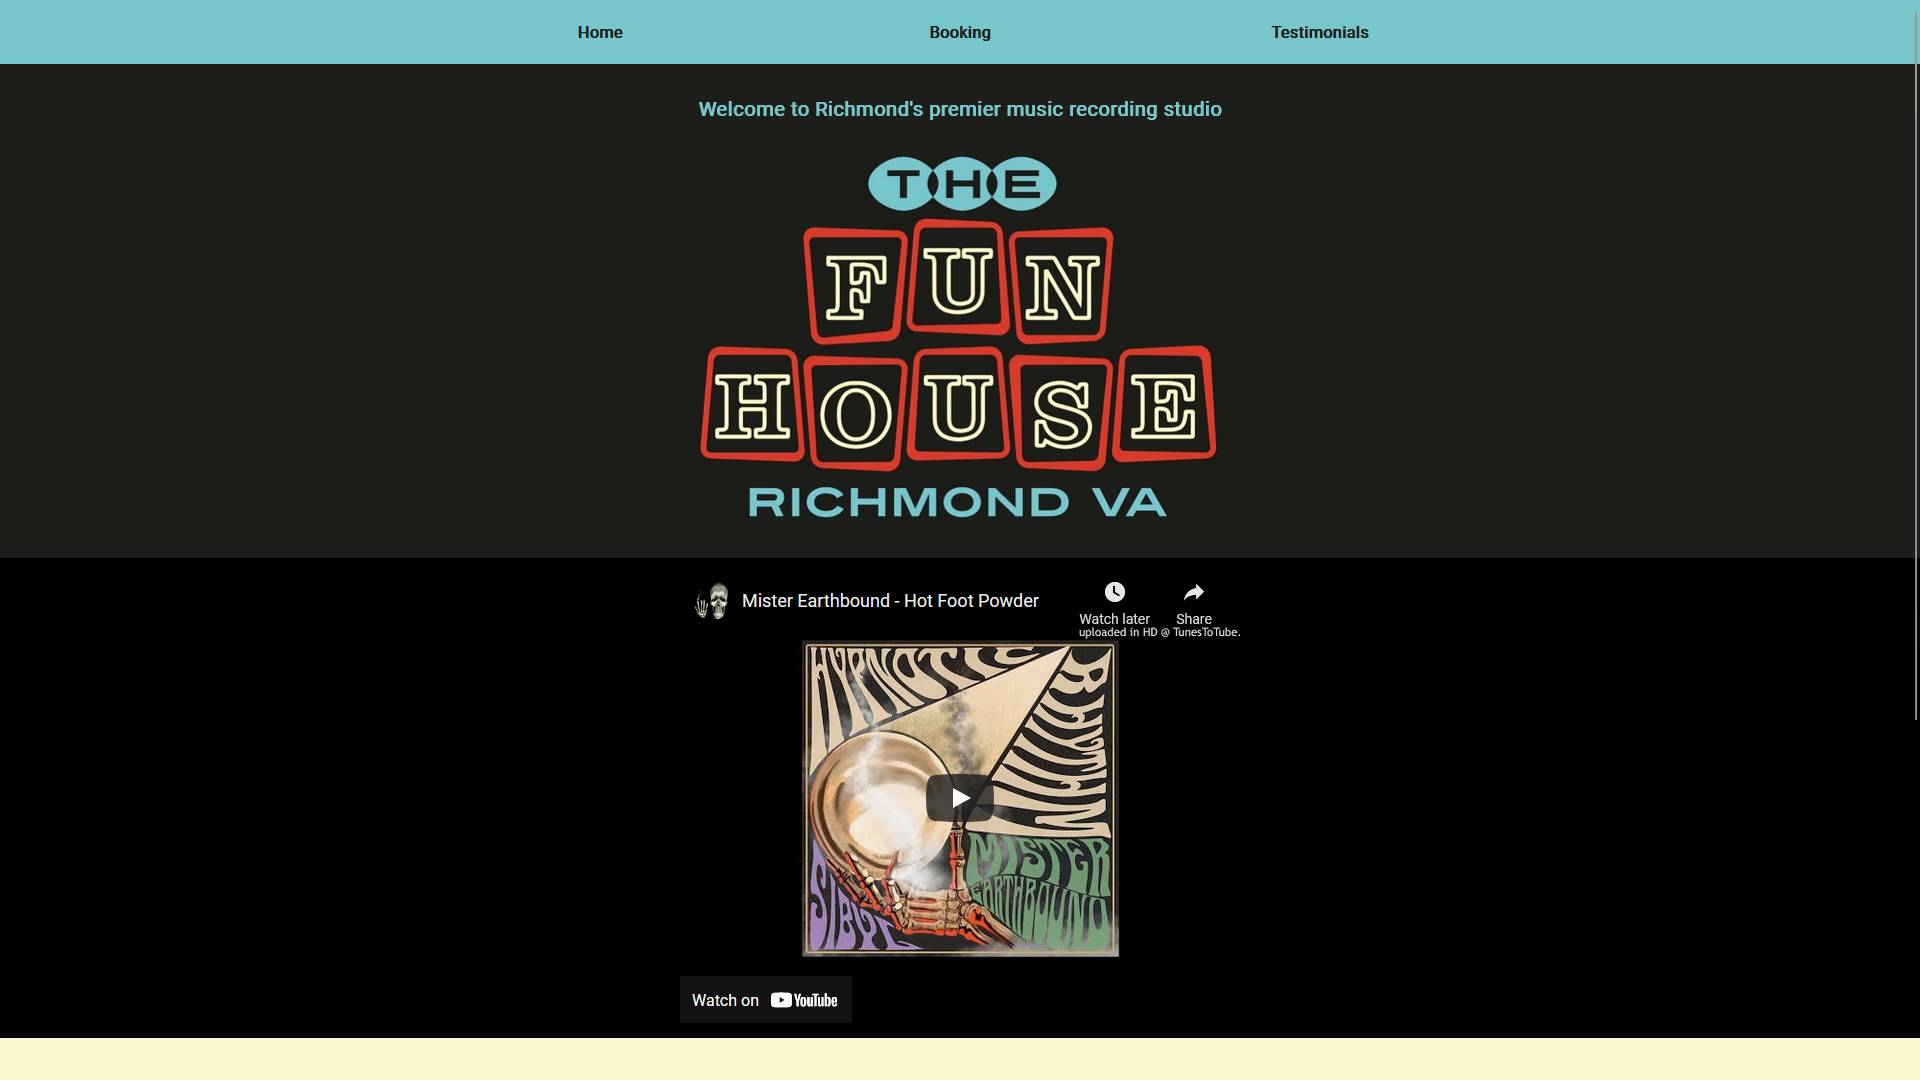 Home
Booking
Testimonials
Welcome to Richmond's premier music recording studio
THE
FUN
HOUSE
RICHMOND VA
Mister Earthbound - Hot Foot Powder
Watch later
Share
uploaded in HD @ TunesToTube.
HYPNOTIC
RHYTHM
MISTER
EARTHBOUND
SIBYL
Watch on YouTube